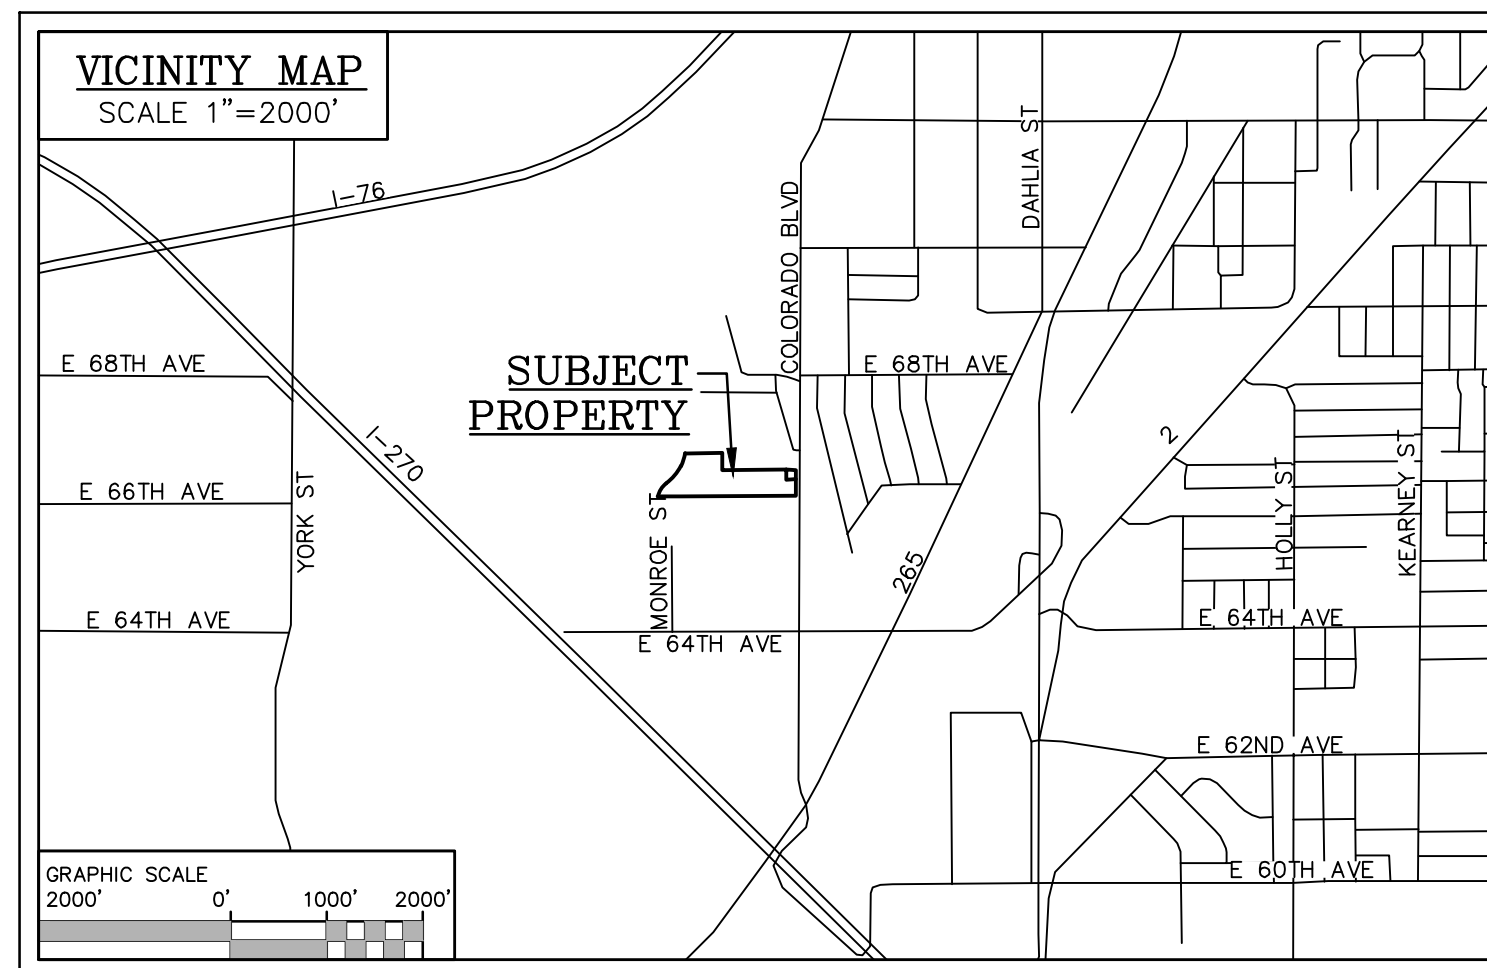 VICINITY MAP
SCALE 1"=2000'
DAHLIA ST
I-76
COLORADO BLVD
E 68TH AVE
SUBJECT
E 68TH AVE
PROPERTY
2
I-270
E 66TH AVE
YORK ST
MONROE ST
HOLLY ST
KEARNEY ST
265
E 64TH AVE
E 64TH AVE
E 64TH AVE
E 62ND AVE
E 60TH AVE
GRAPHIC SCALE
2000' 0' 1000' 2000'